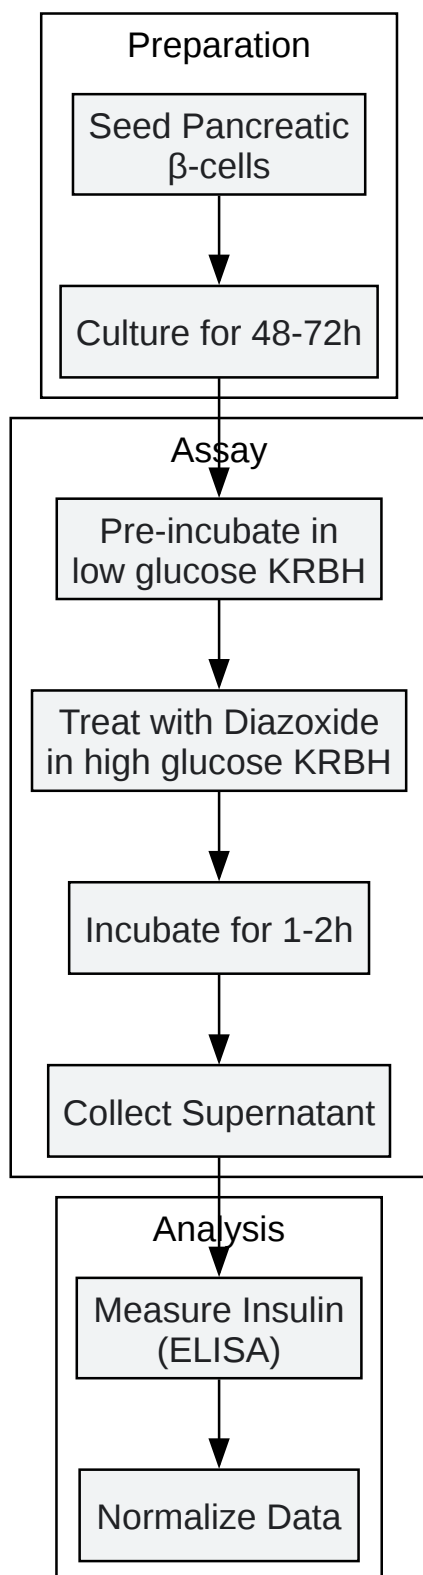 Preparation
Seed Pancreatic
β-cells
Culture for 48-72h
Assay
Pre-incubate in
low glucose KRBH
Treat with Diazoxide
in high glucose KRBH
Incubate for 1-2h
Collect Supernatant
Analysis
Measure Insulin
(ELISA)
Normalize Data